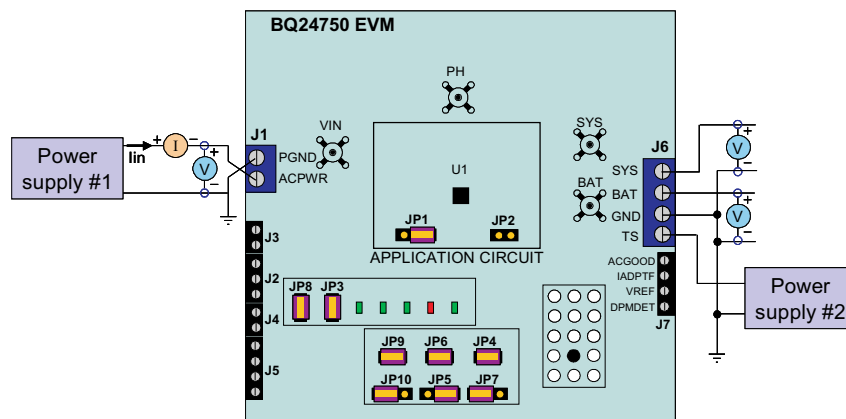 BQ24750 EVM
PH
J1
VIN
SYS
J6
+ I −
Iin
+
V
−
PGND
ACPWR
Power
supply #1
U1
SYS
BAT
BAT
GND
TS
+
V
−
+
V
−
JP1
JP2
APPLICATION CIRCUIT
J3
J2
J4
J5
JP8
JP3
ACGOOD
IADPTF
VREF
DPMDET
J7
Power
supply #2
JP9
JP6
JP4
JP10
JP5
JP7